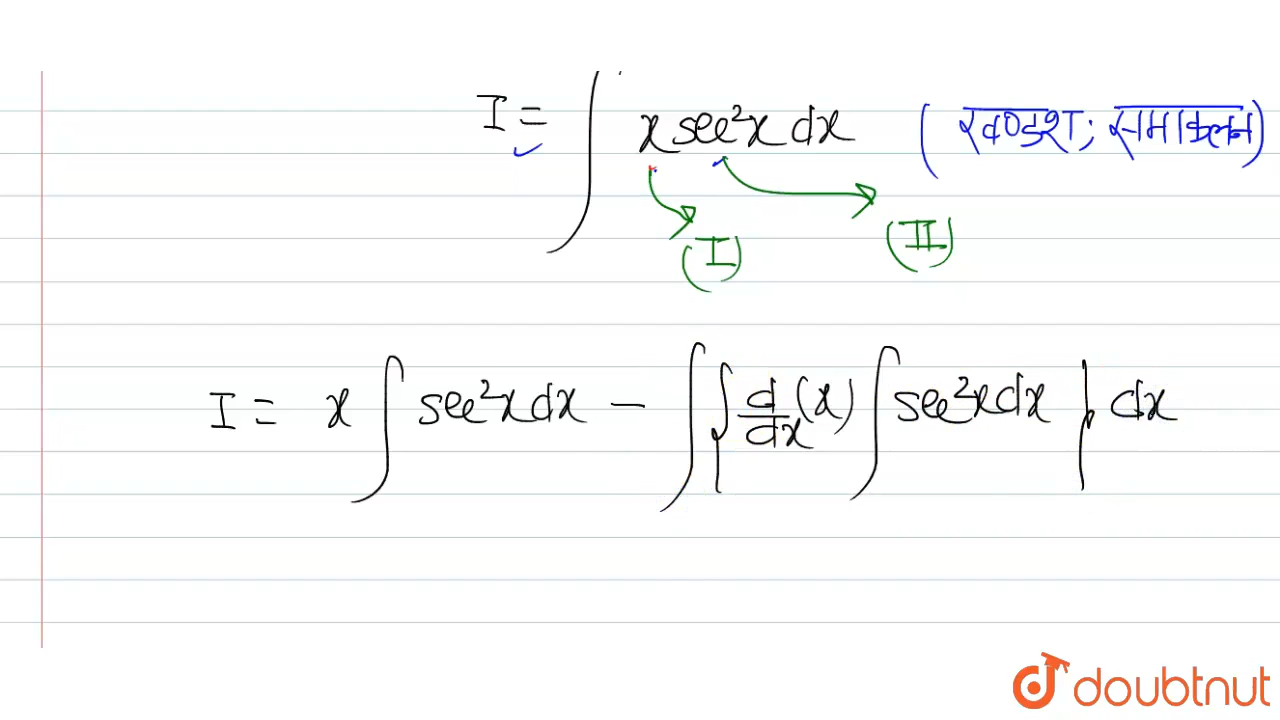 I = ∫ x sec²x dx (खण्डशः समाकलन)
(I) (II)
I = x ∫ sec²x dx - ∫ { d/dx (x) ∫ sec²x dx } dx
doubtnut